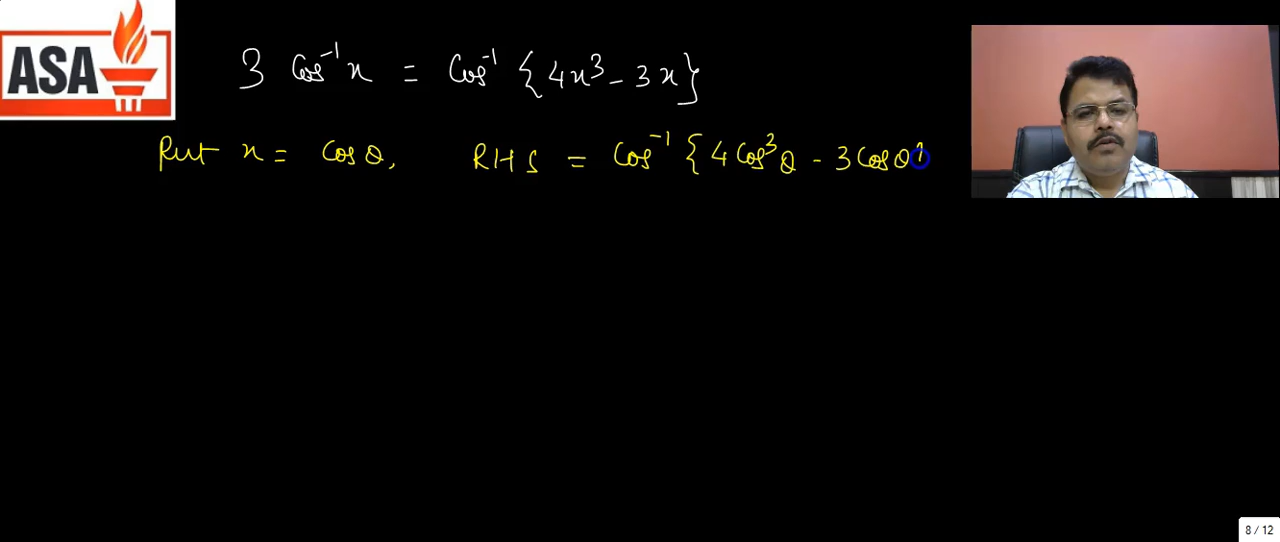 ASA
3 Cos⁻¹x = Cos⁻¹ {4x³ - 3x}
Put x = Cosθ, RHS = Cos⁻¹ {4Cos³θ - 3Cosθ}
8 / 12